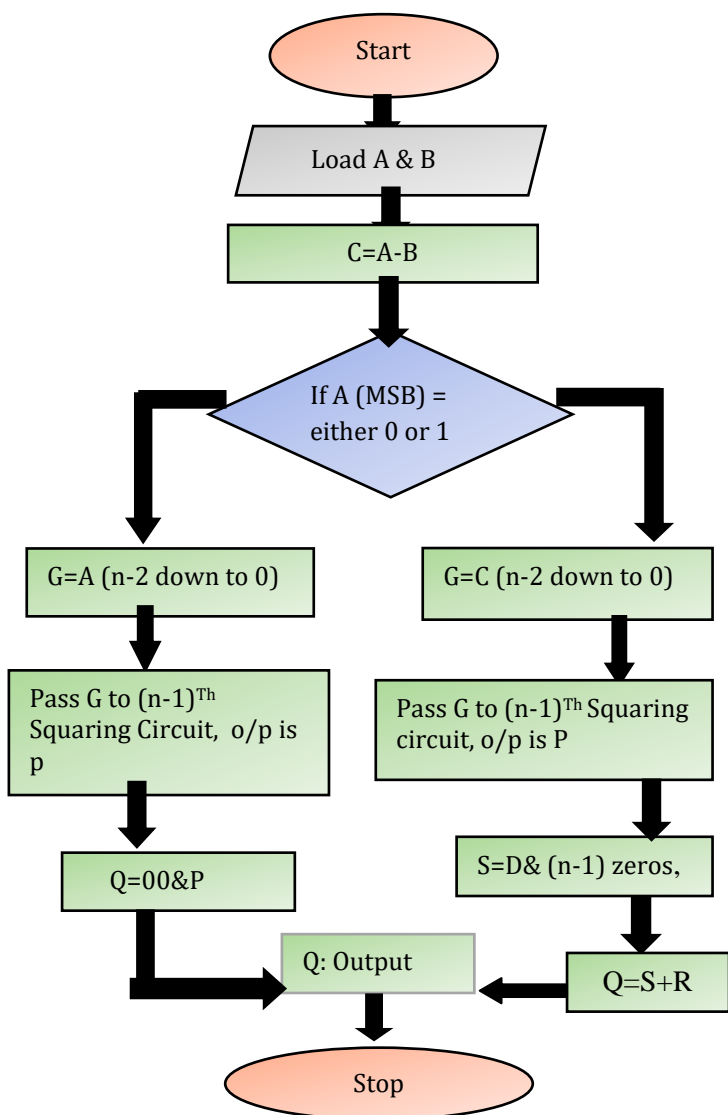 Start
Load A & B
C=A-B
If A (MSB) =
either 0 or 1
G=A (n-2 down to 0)
Pass G to (n-1)Th
Squaring Circuit, o/p is
p
Q=00&P
G=C (n-2 down to 0)
Pass G to (n-1)Th Squaring
circuit, o/p is P
S=D& (n-1) zeros,
Q=S+R
Q: Output
Stop